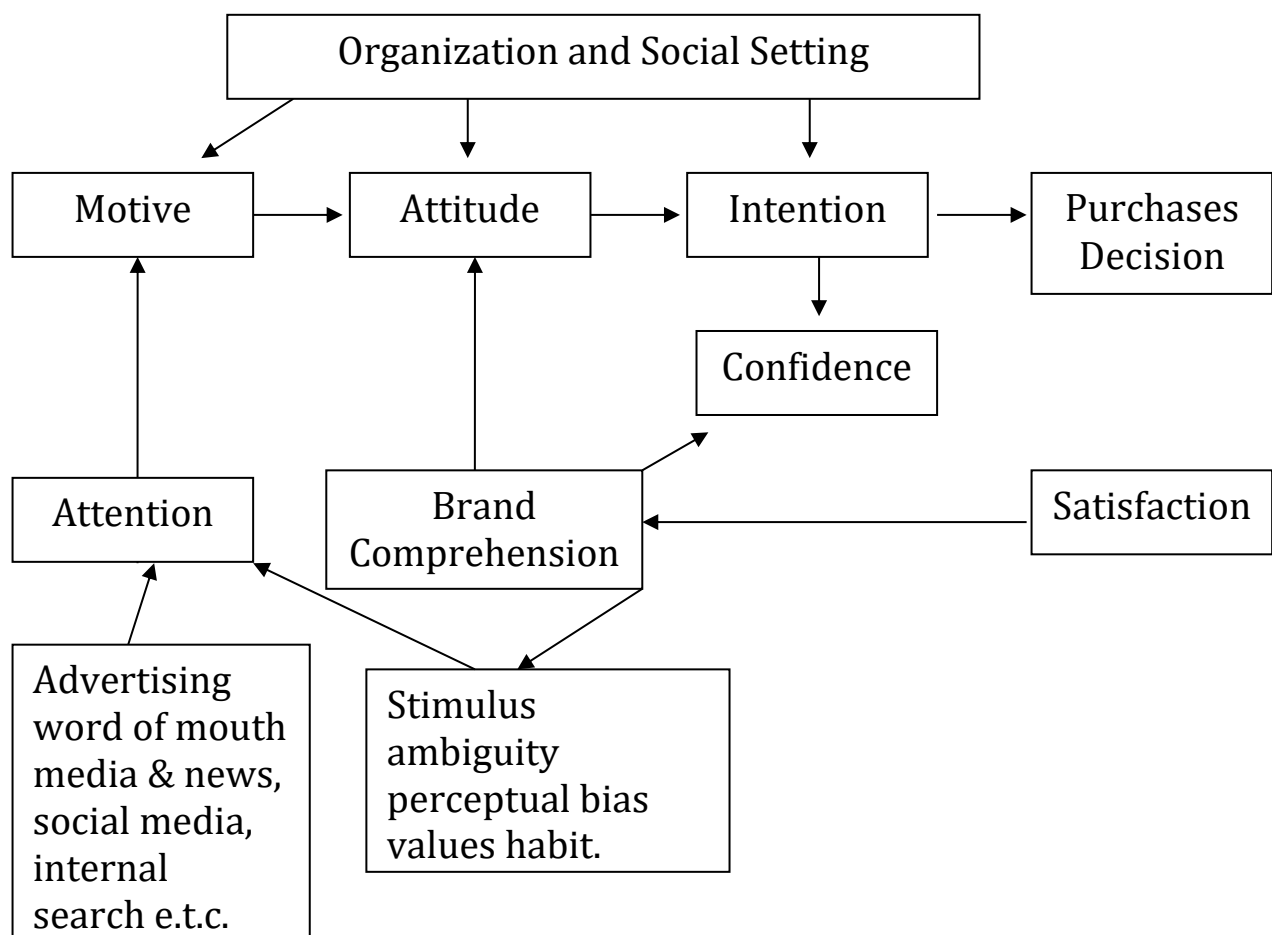 Organization and Social Setting
Motive
Attitude
Intention
Purchases
Decision
Confidence
Attention
Brand
Comprehension
Satisfaction
Advertising
word of mouth
media & news,
social media,
internal
search e.t.c.
Stimulus
ambiguity
perceptual bias
values habit.